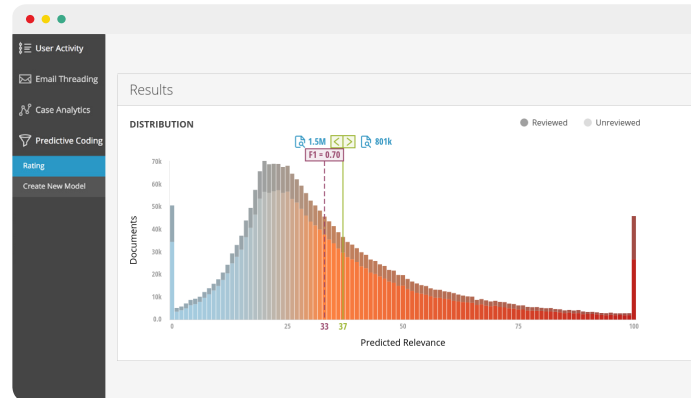 User Activity
Email Threading
Case Analytics
Predictive Coding
Rating
Create New Model
Results
DISTRIBUTION
Reviewed
Unreviewed
1.5M < > 801k
F1 = 0.70
Documents
70k
60k
50k
40k
30k
20k
10k
0.0
0 25 33 37 50 75 100
Predicted Relevance